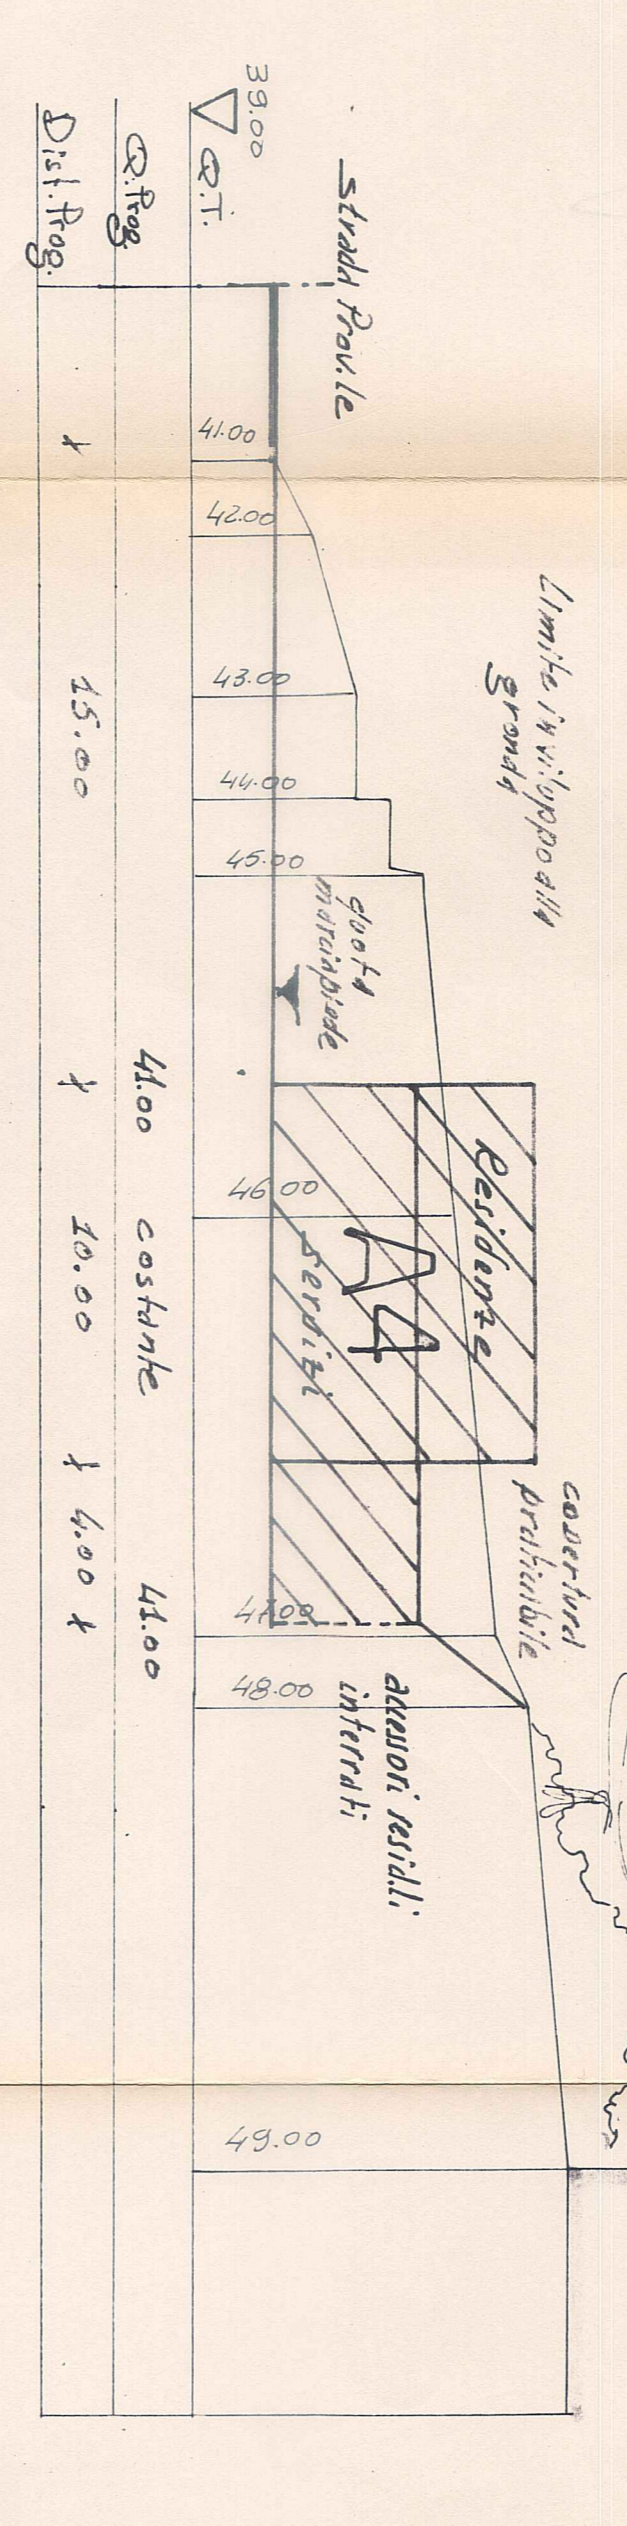 Strada Prov.le
39.00
Q.T.
Q. Prog.
Dist. Prog.
Limite inviluppo alla
gronda
quota
marciapiede
Residenze
A4
Servizi
copertura
praticabile
accessori resid.li
interrati
41.00
42.00
43.00
44.00
45.00
46.00
47.00
48.00
49.00
41.00 costante 41.00
15.00 10.00 4.00